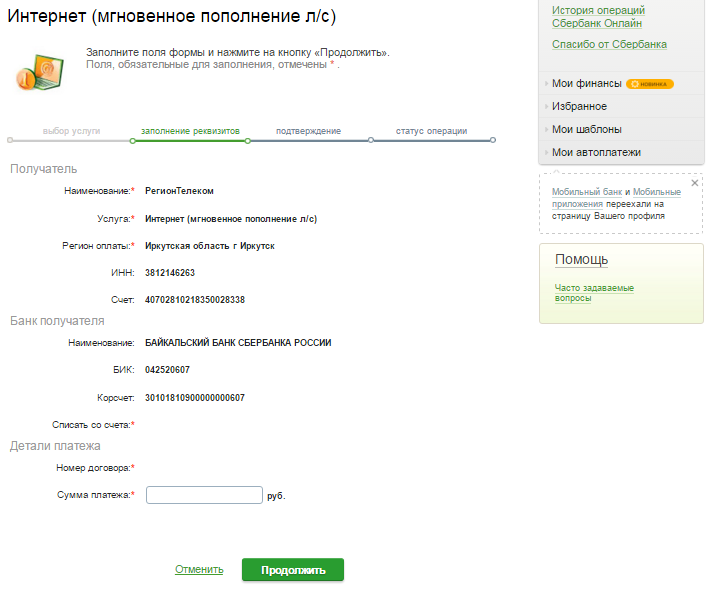 Интернет (мгновенное пополнение л/с)
Заполните поля формы и нажмите на кнопку «Продолжить».
Поля, обязательные для заполнения, отмечены * .
выбор услуги
заполнение реквизитов
подтверждение
статус операции
Получатель
Наименование:* РегионТелеком
Услуга:* Интернет (мгновенное пополнение л/с)
Регион оплаты:* Иркутская область г Иркутск
ИНН: 3812146263
Счет: 40702810218350028338
Банк получателя
Наименование: БАЙКАЛЬСКИЙ БАНК СБЕРБАНКА РОССИИ
БИК: 042520607
Корсчет: 30101810900000000607
Списать со счета:*
Детали платежа
Номер договора:*
Сумма платежа:* руб.
Отменить
Продолжить
История операций
Сбербанк Онлайн
Спасибо от Сбербанка
Мои финансы НОВИНКА
Избранное
Мои шаблоны
Мои автоплатежи
Мобильный банк и Мобильные
приложения переехали на
страницу Вашего профиля
Помощь
Часто задаваемые
вопросы